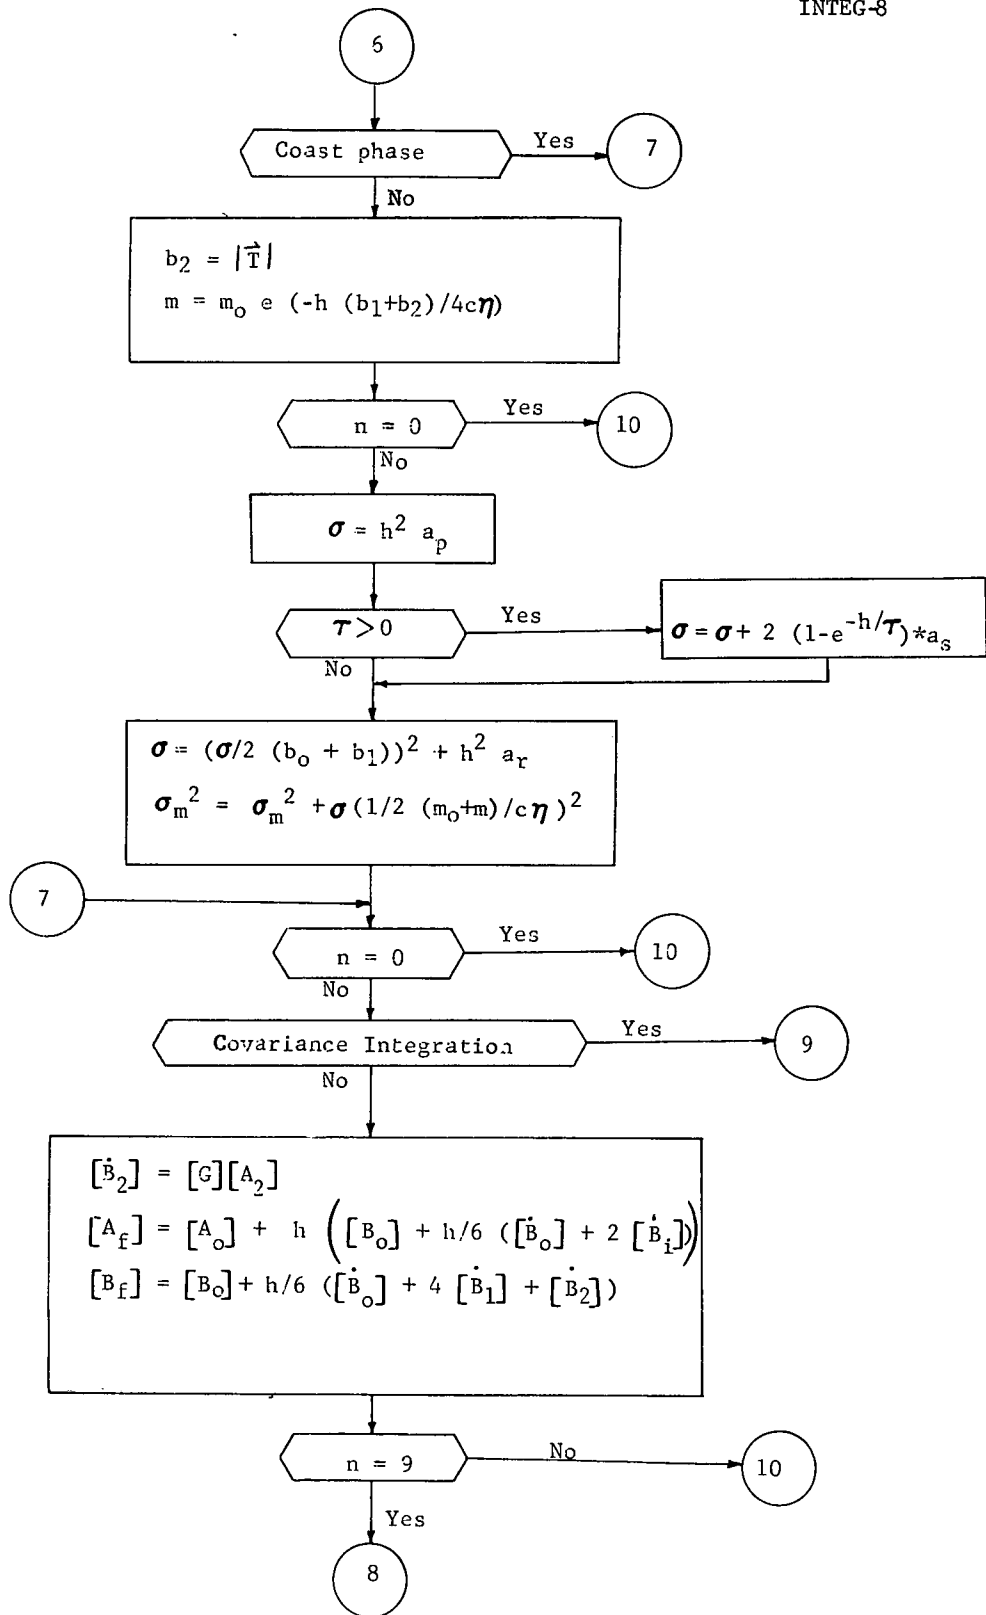 INTEG-8
6
Coast phase
Yes
7
No
b₂ = |T⃗|
m = mₒ e (-h (b₁+b₂)/4cη)
n = 0
Yes
10
No
σ = h² aₚ
τ>0
Yes
σ = σ + 2 (1-e^(-h/τ))*aₛ
No
σ = (σ/2 (bₒ + b₁))² + h² aᵣ
σₘ² = σₘ² + σ(1/2 (mₒ+m)/cη)²
7
n = 0
Yes
10
No
Covariance Integration
Yes
9
No
[Ḃ₂] = [G][A₂]
[A_f] = [Aₒ] + h ([Bₒ] + h/6 ([Ḃₒ] + 2 [Ḃᵢ]))
[B_f] = [Bₒ] + h/6 ([Ḃₒ] + 4 [Ḃ₁] + [Ḃ₂])
n = 9
No
10
Yes
8